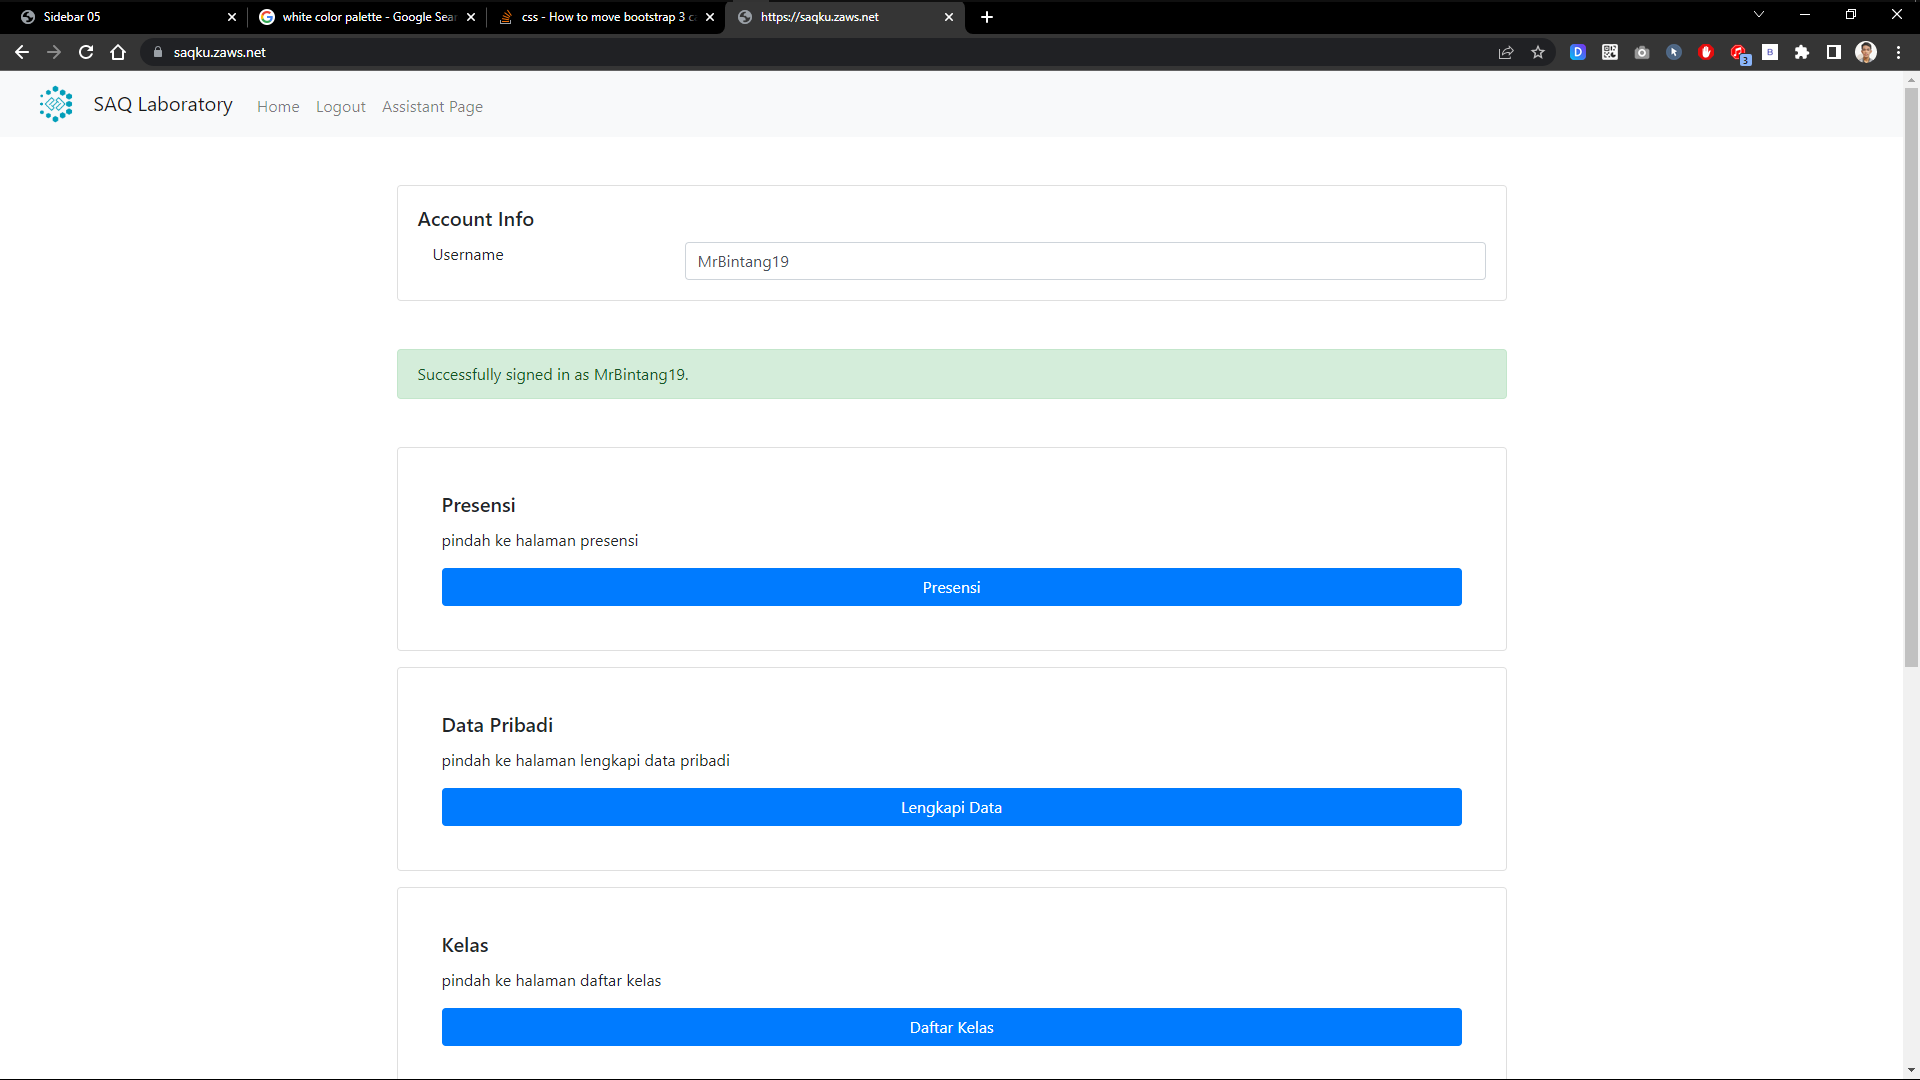 Sidebar 05
white color palette - Google Sear
css - How to move bootstrap 3 ca
https://saqku.zaws.net
saqku.zaws.net
D
3
B
SAQ Laboratory
Home
Logout
Assistant Page
Account Info
Username
MrBintang19
Successfully signed in as MrBintang19.
Presensi
pindah ke halaman presensi
Presensi
Data Pribadi
pindah ke halaman lengkapi data pribadi
Lengkapi Data
Kelas
pindah ke halaman daftar kelas
Daftar Kelas